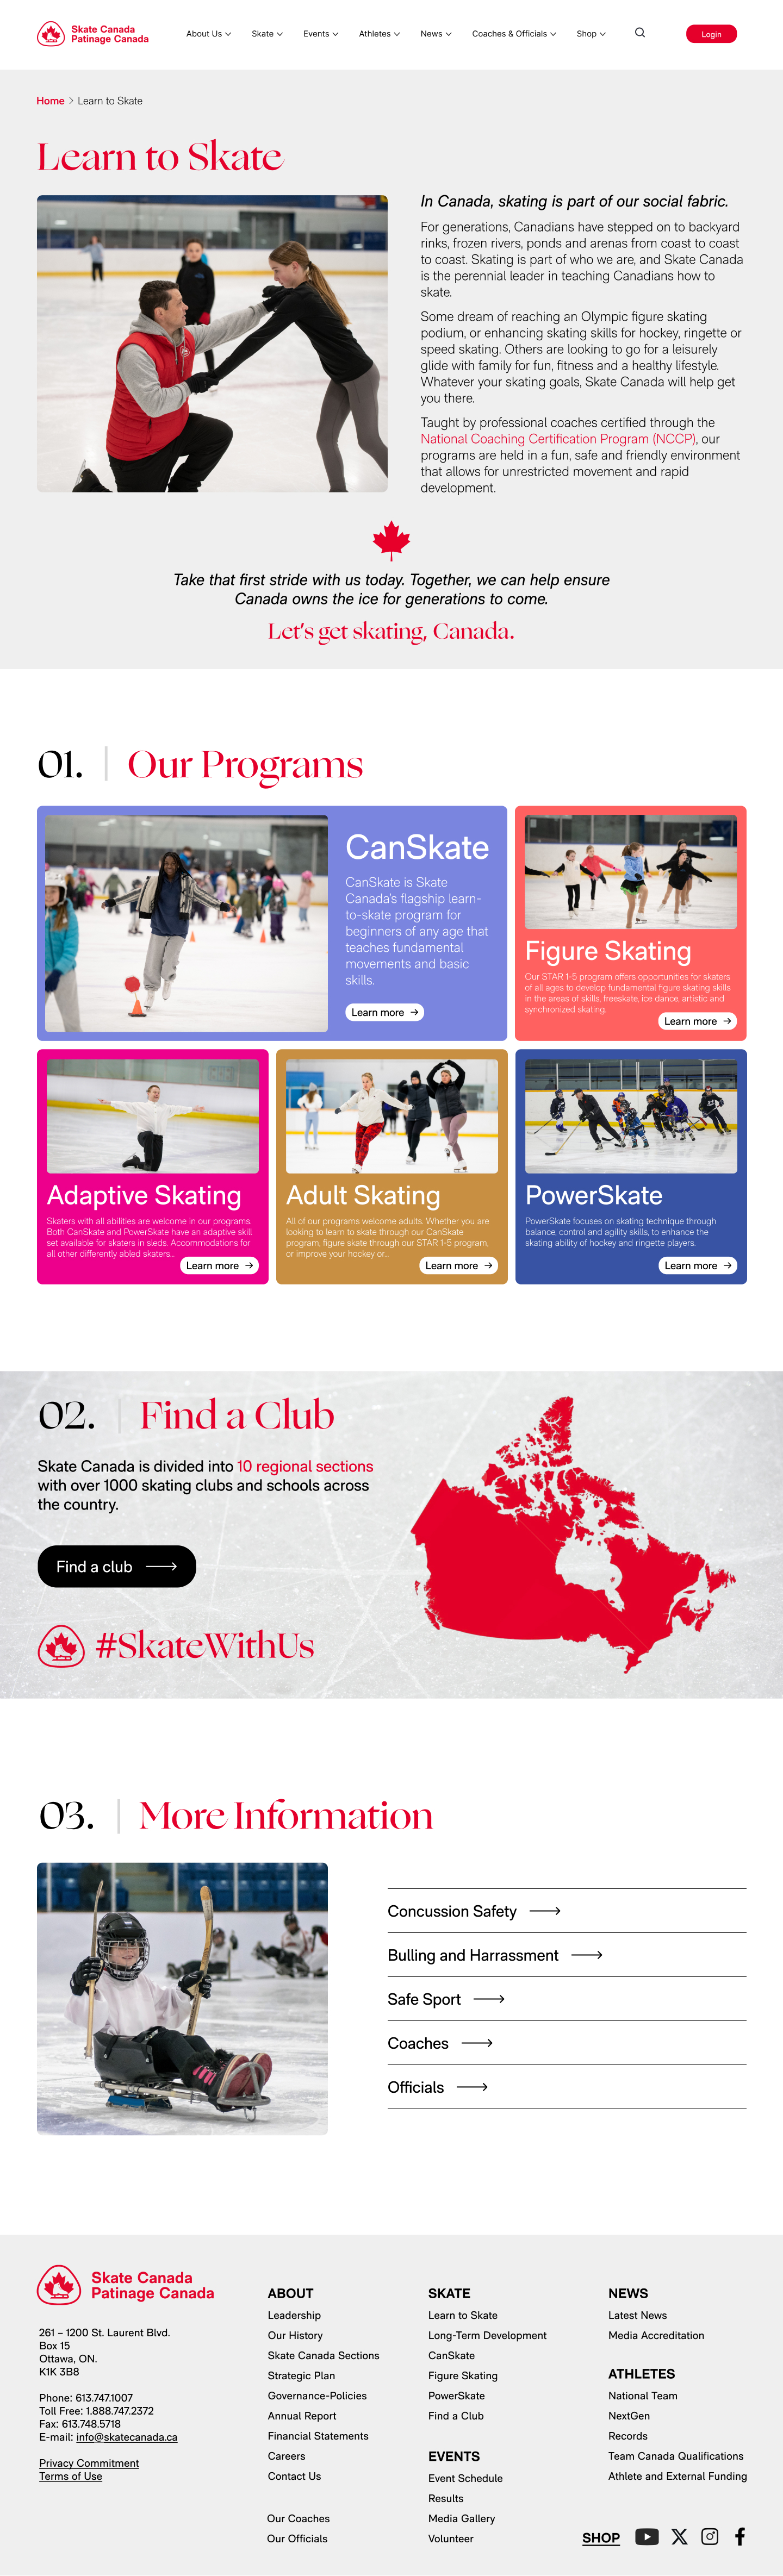 Skate Canada
Patinage Canada
About Us
Skate
Events
Athletes
News
Coaches & Officials
Shop
Login
Home > Learn to Skate
Learn to Skate
In Canada, skating is part of our social fabric.
For generations, Canadians have stepped on to backyard
rinks, frozen rivers, ponds and arenas from coast to coast
to coast. Skating is part of who we are, and Skate Canada
is the perennial leader in teaching Canadians how to
skate.
Some dream of reaching an Olympic figure skating
podium, or enhancing skating skills for hockey, ringette or
speed skating. Others are looking to go for a leisurely
glide with family for fun, fitness and a healthy lifestyle.
Whatever your skating goals, Skate Canada will help get
you there.
Taught by professional coaches certified through the
National Coaching Certification Program (NCCP), our
programs are held in a fun, safe and friendly environment
that allows for unrestricted movement and rapid
development.
Take that first stride with us today. Together, we can help ensure
Canada owns the ice for generations to come.
Let's get skating, Canada.
01. | Our Programs
CanSkate
CanSkate is Skate
Canada's flagship learn-
to-skate program for
beginners of any age that
teaches fundamental
movements and basic
skills.
Learn more →
Figure Skating
Our STAR 1-5 program offers opportunities for skaters
of all ages to develop fundamental figure skating skills
in the areas of skills, freeskate, ice dance, artistic and
synchronized skating.
Learn more →
Adaptive Skating
Skaters with all abilities are welcome in our programs.
Both CanSkate and PowerSkate have an adaptive skill
set available for skaters in sleds. Accommodations for
all other differently abled skaters...
Learn more →
Adult Skating
All of our programs welcome adults. Whether you are
looking to learn to skate through our CanSkate
program, figure skate through our STAR 1-5 program,
or improve your hockey or...
Learn more →
PowerSkate
PowerSkate focuses on skating technique through
balance, control and agility skills, to enhance the
skating ability of hockey and ringette players.
Learn more →
02. | Find a Club
Skate Canada is divided into 10 regional sections
with over 1000 skating clubs and schools across
the country.
Find a club
#SkateWithUs
03. | More Information
Concussion Safety
Bulling and Harrassment
Safe Sport
Coaches
Officials
Skate Canada
Patinage Canada
261 – 1200 St. Laurent Blvd.
Box 15
Ottawa, ON.
K1K 3B8
Phone: 613.747.1007
Toll Free: 1.888.747.2372
Fax: 613.748.5718
E-mail: info@skatecanada.ca
Privacy Commitment
Terms of Use
ABOUT
Leadership
Our History
Skate Canada Sections
Strategic Plan
Governance-Policies
Annual Report
Financial Statements
Careers
Contact Us
Our Coaches
Our Officials
SKATE
Learn to Skate
Long-Term Development
CanSkate
Figure Skating
PowerSkate
Find a Club
EVENTS
Event Schedule
Results
Media Gallery
Volunteer
NEWS
Latest News
Media Accreditation
ATHLETES
National Team
NextGen
Records
Team Canada Qualifications
Athlete and External Funding
SHOP